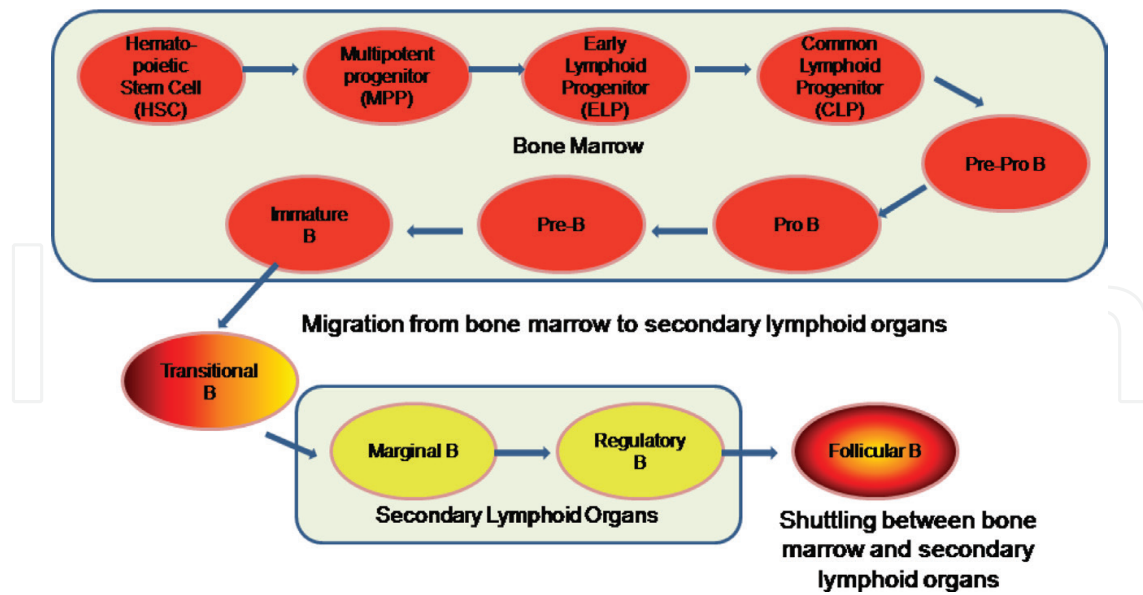 Hemato-
poietic
Stem Cell
(HSC)
Multipotent
progenitor
(MPP)
Early
Lymphoid
Progenitor
(ELP)
Common
Lymphoid
Progenitor
(CLP)
Bone Marrow
Pre-Pro B
Immature
B
Pre-B
Pro B
Migration from bone marrow to secondary lymphoid organs
Transitional
B
Marginal B
Regulatory
B
Follicular B
Secondary Lymphoid Organs
Shuttling between bone
marrow and secondary
lymphoid organs